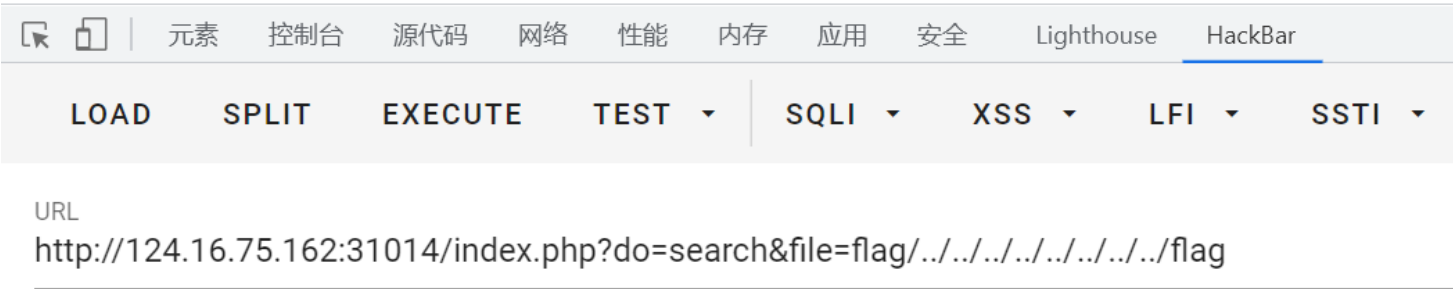 元素 控制台 源代码 网络 性能 内存 应用 安全 Lighthouse HackBar
LOAD SPLIT EXECUTE TEST SQLI XSS LFI SSTI
URL
http://124.16.75.162:31014/index.php?do=search&file=flag/../../../../../../../../flag